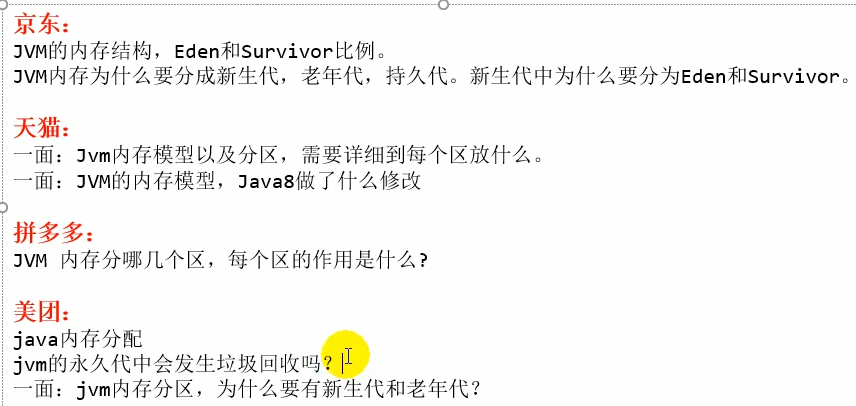 京东：
JVM的内存结构，Eden和Survivor比例。
JVM内存为什么要分成新生代，老年代，持久代。新生代中为什么要分为Eden和Survivor。
天猫：
一面：Jvm内存模型以及分区，需要详细到每个区放什么。
一面：JVM的内存模型，Java8做了什么修改
拼多多：
JVM 内存分哪几个区，每个区的作用是什么?
美团：
java内存分配
jvm的永久代中会发生垃圾回收吗？
一面：jvm内存分区，为什么要有新生代和老年代？